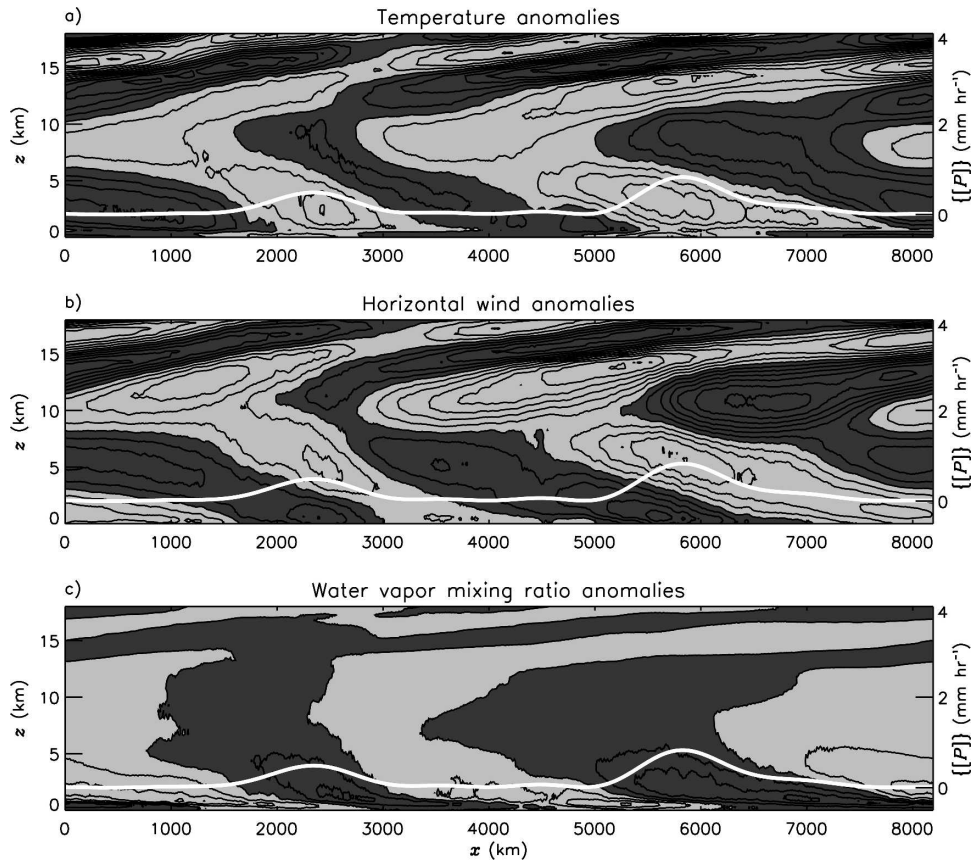 a) Temperature anomalies
15
10
5
0
z (km)
4
2
0
{[P]} (mm hr⁻¹)
0 1000 2000 3000 4000 5000 6000 7000 8000
b) Horizontal wind anomalies
15
10
5
0
z (km)
4
2
0
{[P]} (mm hr⁻¹)
0 1000 2000 3000 4000 5000 6000 7000 8000
c) Water vapor mixing ratio anomalies
15
10
5
0
z (km)
4
2
0
{[P]} (mm hr⁻¹)
0 1000 2000 3000 4000 5000 6000 7000 8000
x (km)